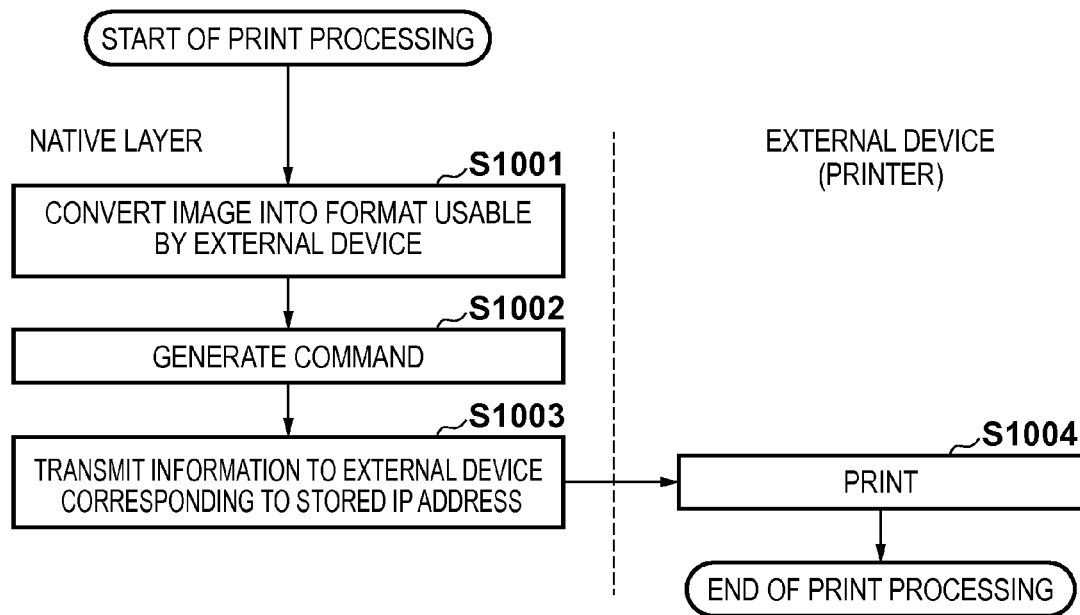 START OF PRINT PROCESSING
NATIVE LAYER
EXTERNAL DEVICE
(PRINTER)
S1001
CONVERT IMAGE INTO FORMAT USABLE
BY EXTERNAL DEVICE
S1002
GENERATE COMMAND
S1003
TRANSMIT INFORMATION TO EXTERNAL DEVICE
CORRESPONDING TO STORED IP ADDRESS
S1004
PRINT
END OF PRINT PROCESSING